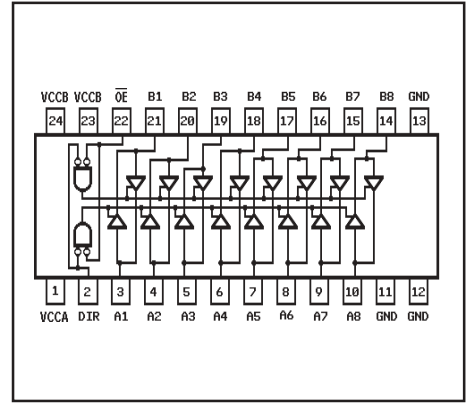 VCCB VCCB O̅E̅ B1 B2 B3 B4 B5 B6 B7 B8 GND
24 23 22 21 20 19 18 17 16 15 14 13
1 2 3 4 5 6 7 8 9 10 11 12
VCCA DIR A1 A2 A3 A4 A5 A6 A7 A8 GND GND